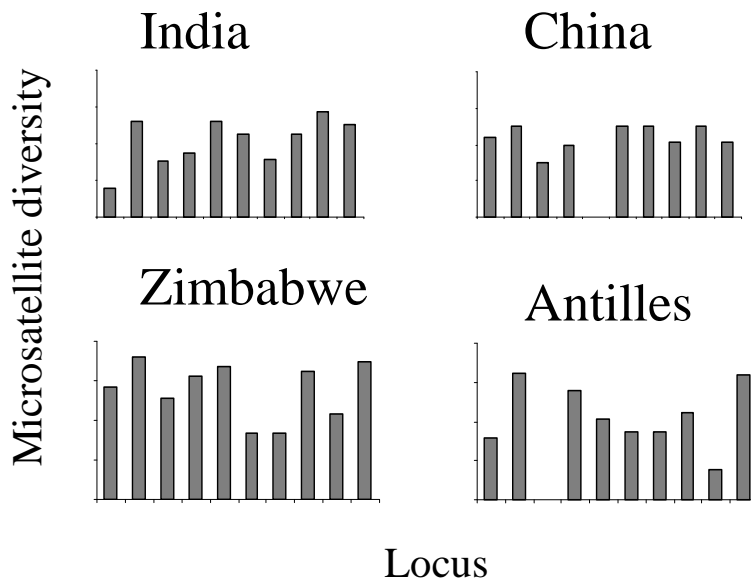 India
China
Microsatellite diversity
Zimbabwe
Antilles
Locus